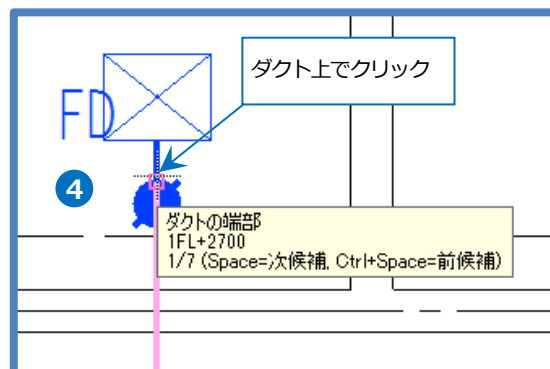 ダクト上でクリック
FD
4
ダクトの端部
1FL+2700
1/7 (Space=次候補, Ctrl+Space=前候補)